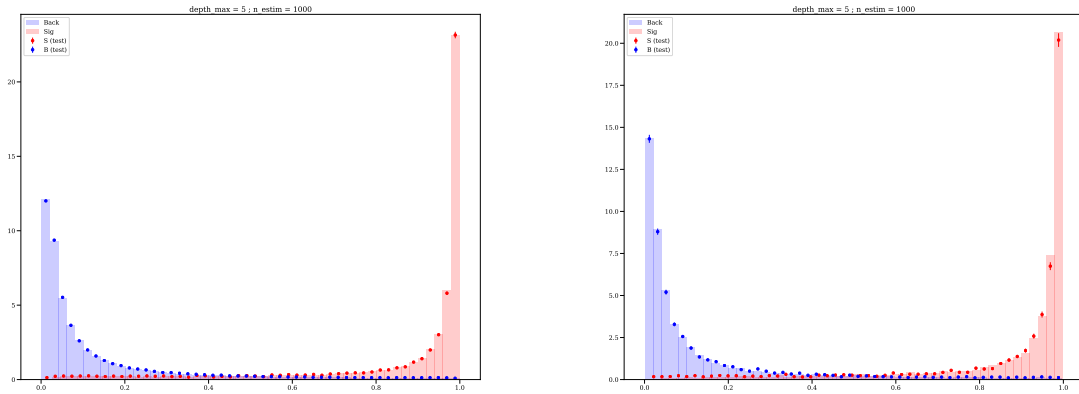 depth_max = 5 ; n_estim = 1000
Back
Sig
S (test)
B (test)
20
15
10
5
0
0.0 0.2 0.4 0.6 0.8 1.0
depth_max = 5 ; n_estim = 1000
Back
Sig
S (test)
B (test)
20.0
17.5
15.0
12.5
10.0
7.5
5.0
2.5
0.0
0.0 0.2 0.4 0.6 0.8 1.0